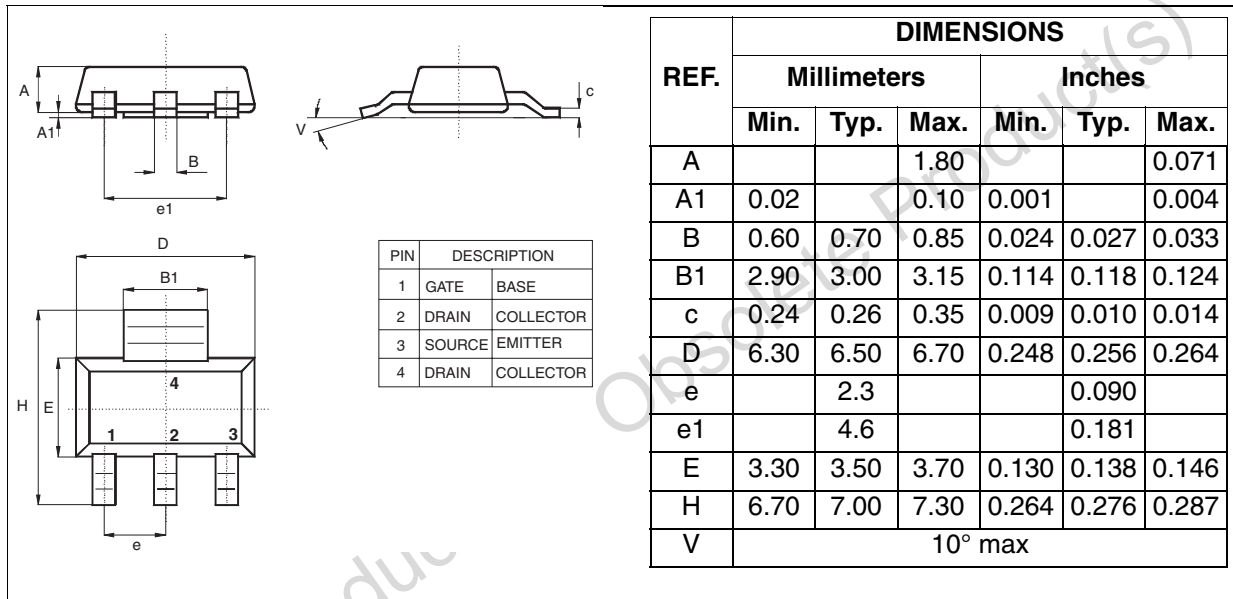 A
A1
B
e1
V
c
D
B1
H
E
4
1 2 3
e
PIN DESCRIPTION
1 GATE BASE
2 DRAIN COLLECTOR
3 SOURCE EMITTER
4 DRAIN COLLECTOR
REF. DIMENSIONS
Millimeters Inches
Min. Typ. Max. Min. Typ. Max.
A 1.80 0.071
A1 0.02 0.10 0.001 0.004
B 0.60 0.70 0.85 0.024 0.027 0.033
B1 2.90 3.00 3.15 0.114 0.118 0.124
c 0.24 0.26 0.35 0.009 0.010 0.014
D 6.30 6.50 6.70 0.248 0.256 0.264
e 2.3 0.090
e1 4.6 0.181
E 3.30 3.50 3.70 0.130 0.138 0.146
H 6.70 7.00 7.30 0.264 0.276 0.287
V 10° max
Obsolete Product(s)